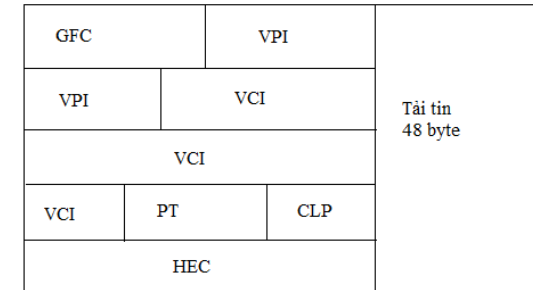 GFC VPI
VPI VCI
Tải tin
48 byte
VCI
VCI PT CLP
HEC